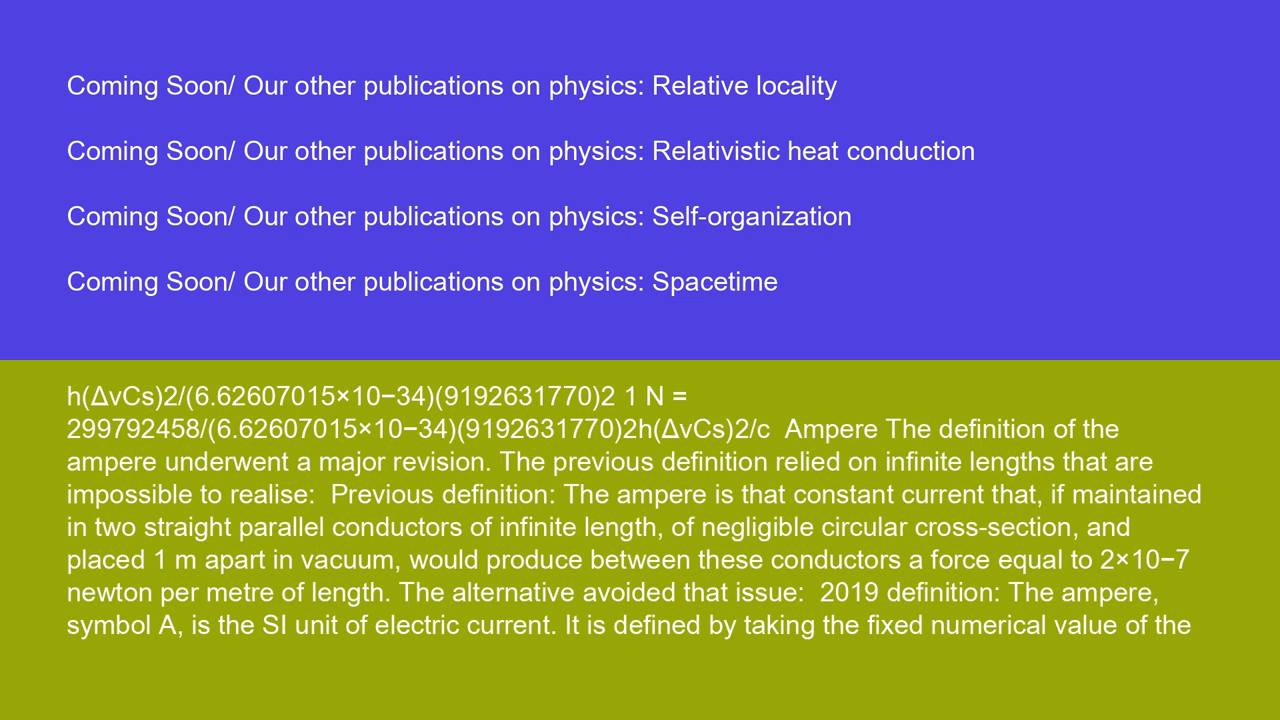 Coming Soon/ Our other publications on physics: Relative locality
Coming Soon/ Our other publications on physics: Relativistic heat conduction
Coming Soon/ Our other publications on physics: Self-organization
Coming Soon/ Our other publications on physics: Spacetime
h(ΔνCs)2/(6.62607015×10−34)(9192631770)2 1 N =
299792458/(6.62607015×10−34)(9192631770)2h(ΔνCs)2/c  Ampere The definition of the
ampere underwent a major revision. The previous definition relied on infinite lengths that are
impossible to realise:  Previous definition: The ampere is that constant current that, if maintained
in two straight parallel conductors of infinite length, of negligible circular cross-section, and
placed 1 m apart in vacuum, would produce between these conductors a force equal to 2×10−7
newton per metre of length. The alternative avoided that issue:  2019 definition: The ampere,
symbol A, is the SI unit of electric current. It is defined by taking the fixed numerical value of the